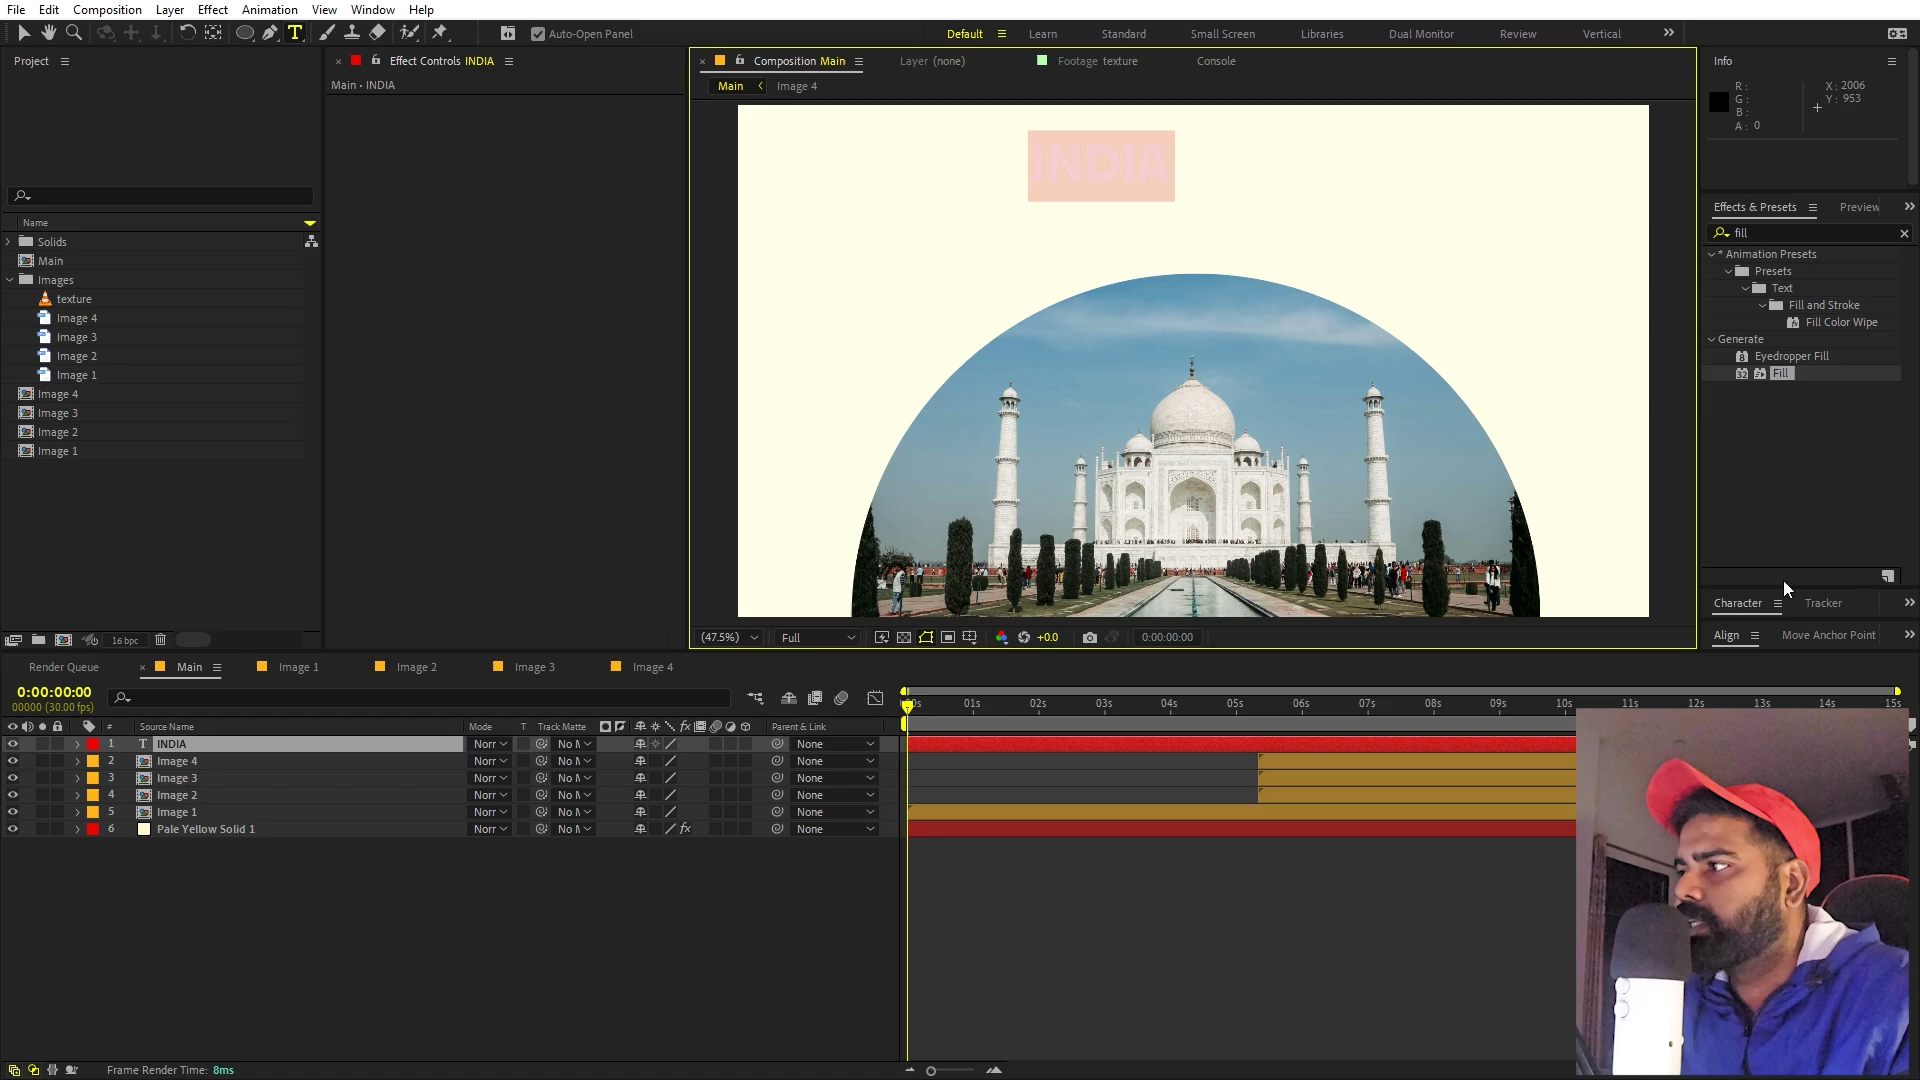 File Edit Composition Layer Effect Animation View Window Help
T Auto-Open Panel Default Learn Standard Small Screen Libraries Dual Monitor Review Vertical
Project
Effect Controls INDIA
Composition Main Layer (none) Footage texture Console
Info
Main • INDIA
Main Image 4
R:
G:
B:
A: 0
X: 2006
Y: 953
INDIA
Effects & Presets Preview
fill
* Animation Presets
Presets
Text
Fill and Stroke
Fill Color Wipe
Generate
Eyedropper Fill
Fill
Name
Solids
Main
Images
texture
Image 4
Image 3
Image 2
Image 1
Image 4
Image 3
Image 2
Image 1
16 bpc
(47.5%) Full +0.0 0:00:00:00
Character Tracker
Align Move Anchor Point
Render Queue Main Image 1 Image 2 Image 3 Image 4
0:00:00:00
00000 (30.00 fps)
01s 02s 03s 04s 05s 06s 07s 08s 09s 10s 11s 12s 13s 14s 15s
# Source Name Mode T Track Matte fx Parent & Link
1 T INDIA None
2 Image 4 None
3 Image 3 None
4 Image 2 None
5 Image 1 None
6 Pale Yellow Solid 1 fx None
Frame Render Time: 8ms